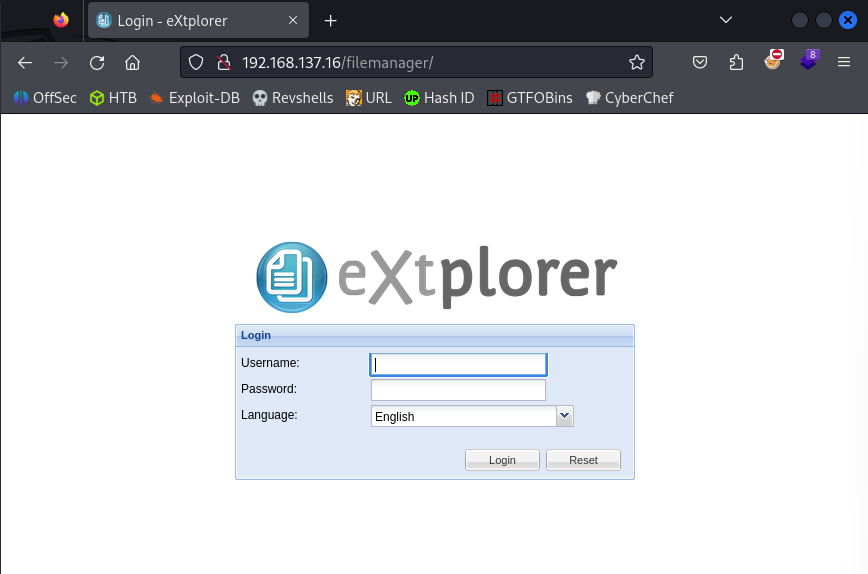 Login - eXtplorer
192.168.137.16/filemanager/
8
OffSec HTB Exploit-DB Revshells URL UP Hash ID GTFOBins CyberChef
eXtplorer
Login
Username:
Password:
Language: English
Login Reset